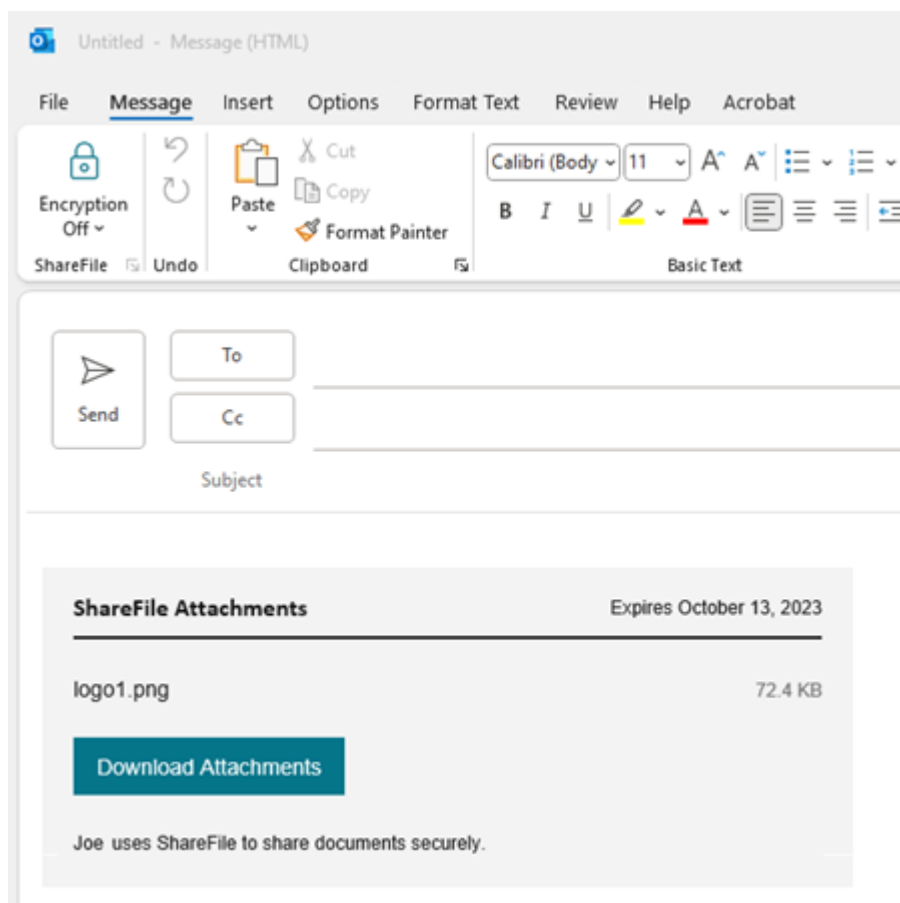 Untitled - Message (HTML)
File Message Insert Options Format Text Review Help Acrobat
Encryption
Off
ShareFile
Undo
Paste
Cut
Copy
Format Painter
Clipboard
Calibri (Body 11 A A
B I U A
Basic Text
Send
To
Cc
Subject
ShareFile Attachments Expires October 13, 2023
logo1.png 72.4 KB
Download Attachments
Joe uses ShareFile to share documents securely.